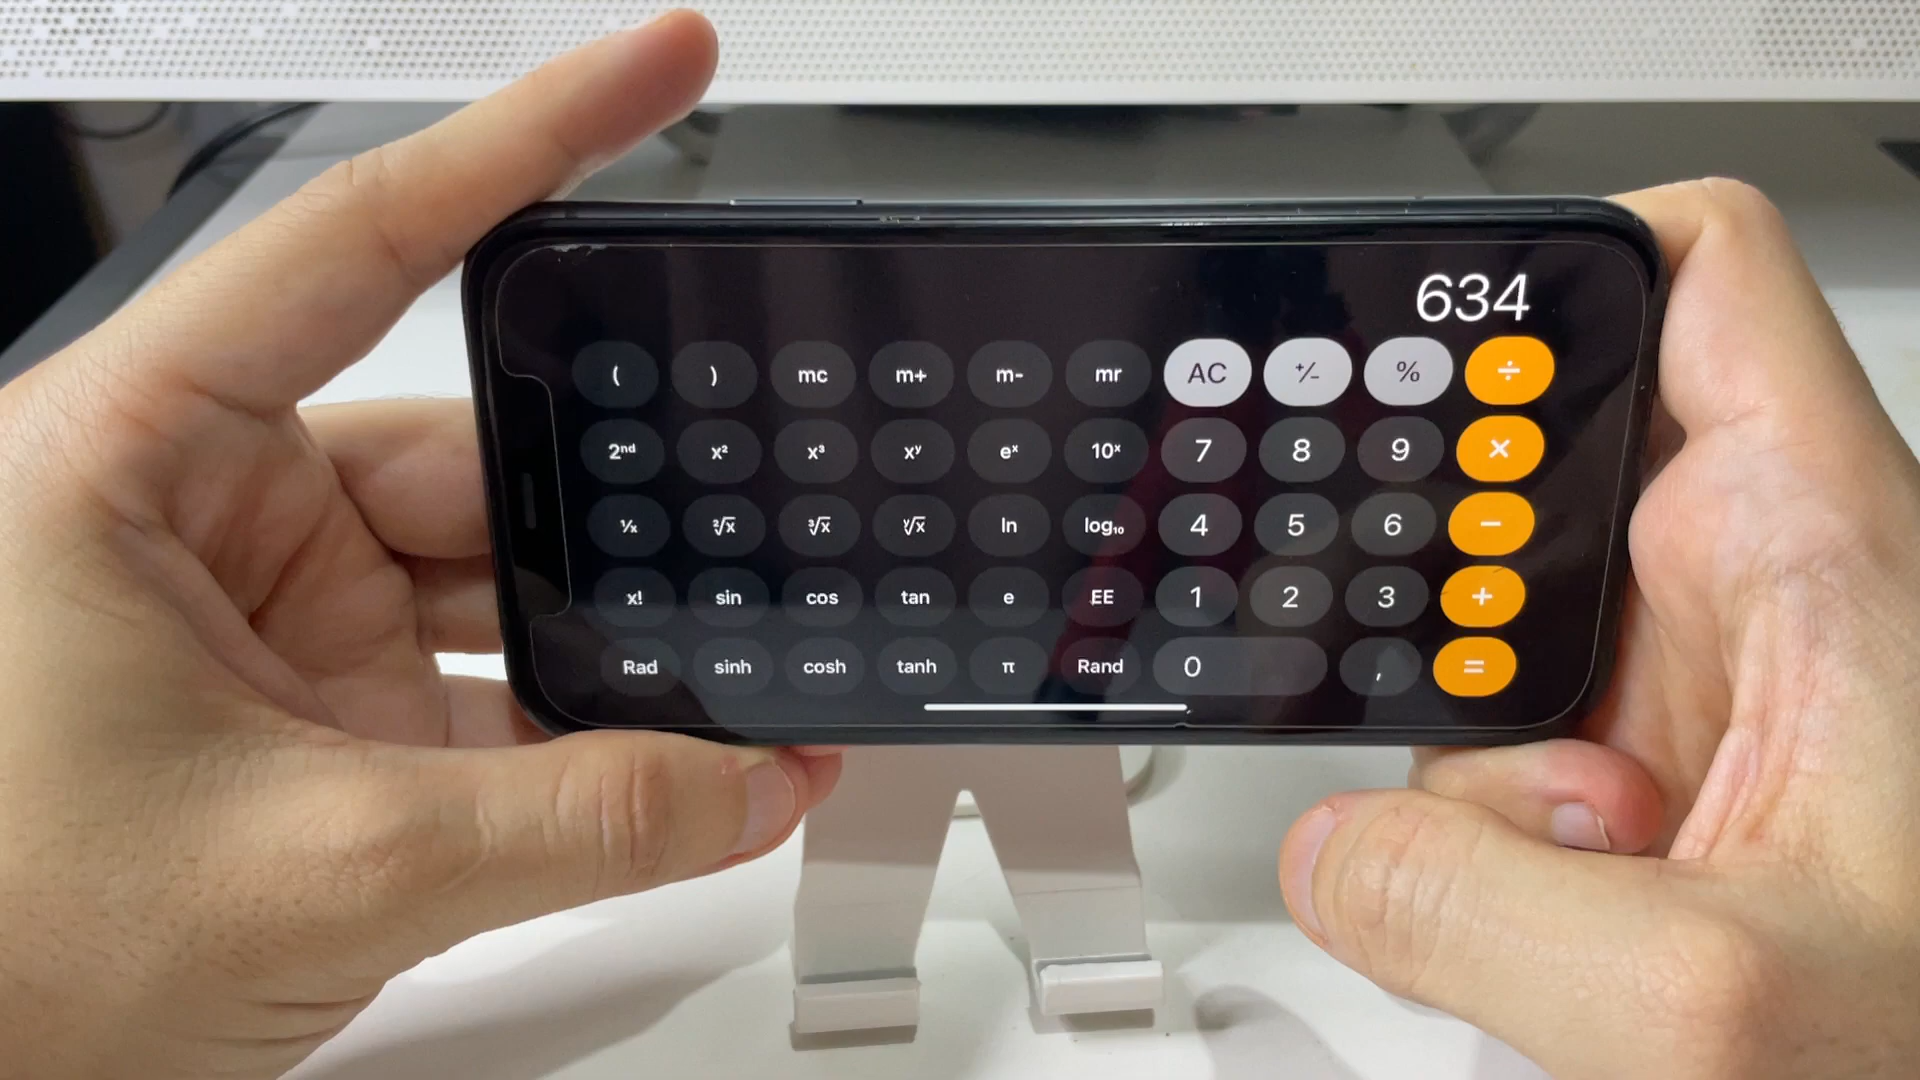 634
( ) mc m+ m- mr AC +/- % ÷
2ⁿᵈ x² x³ xʸ eˣ 10ˣ 7 8 9 ×
1/x ²√x ³√x ʸ√x ln log₁₀ 4 5 6 −
x! sin cos tan e EE 1 2 3 +
Rad sinh cosh tanh π Rand 0 , =